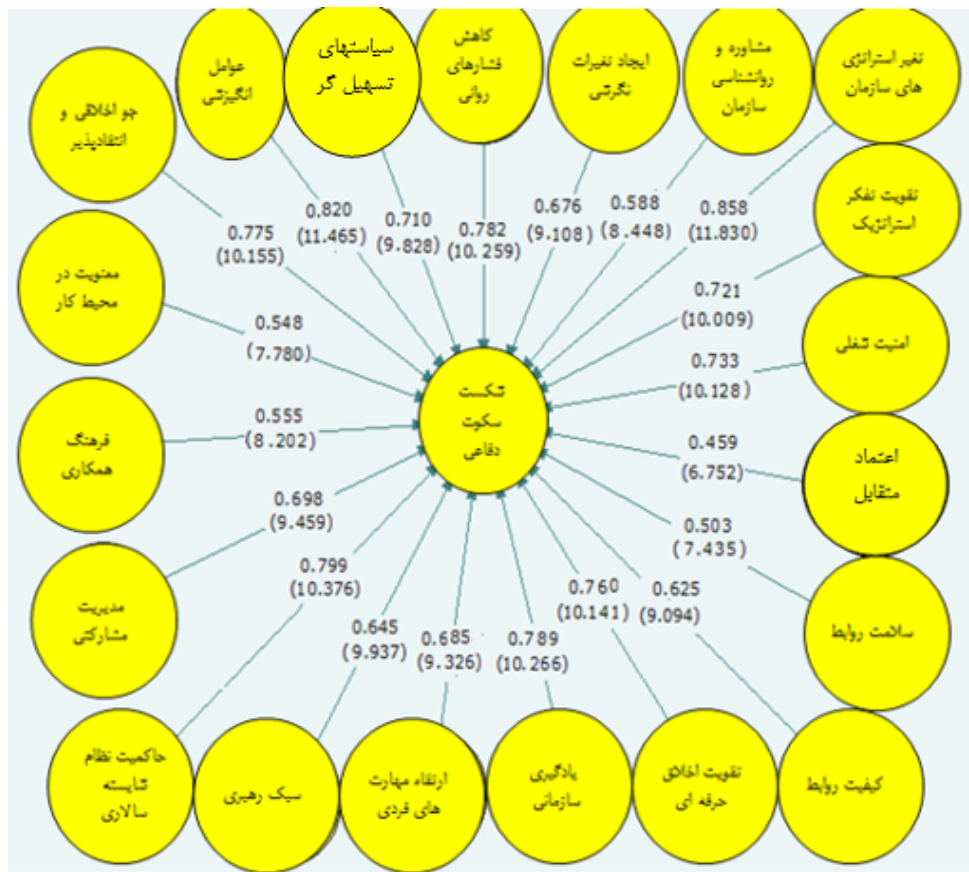 جو اخلاقی و
انتقادپذیر
عوامل
انگیزشی
سیاستهای
تسهیل گر
کاهش
فشارهای
روانی
ایجاد تغیرات
نگرشی
مشاوره و
روانشناسی
سازمان
تغیر استراتژی
های سازمان
تقویت تفکر
استراتژیک
امنیت شغلی
اعتماد
متقابل
سلامت روابط
کیفیت روابط
تقویت اخلاق
حرفه ای
یادگیری
سازمانی
ارتقاء مهارت
های فردی
سبک رهبری
حاکمیت نظام
شایسته
سالاری
مدیریت
مشارکتی
فرهنگ
همکاری
معنویت در
محیط کار
شکست
سکوت
دفاعی
0.775
(10.155)
0.820
(11.465)
0.710
(9.828)
0.782
(10.259)
0.676
(9.108)
0.588
(8.448)
0.858
(11.830)
0.721
(10.009)
0.733
(10.128)
0.459
(6.752)
0.503
(7.435)
0.625
(9.094)
0.760
(10.141)
0.789
(10.266)
0.685
(9.326)
0.645
(9.937)
0.799
(10.376)
0.698
(9.459)
0.555
(8.202)
0.548
(7.780)